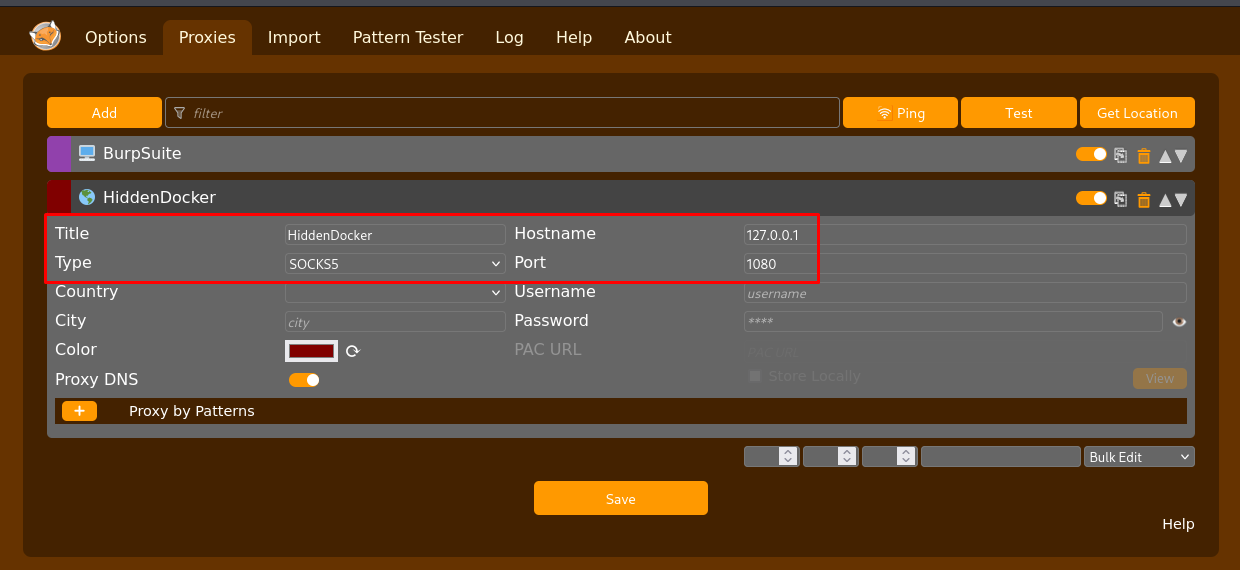 Options Proxies Import Pattern Tester Log Help About
Add filter Ping Test Get Location
BurpSuite
HiddenDocker
Title HiddenDocker Hostname 127.0.0.1
Type SOCKS5 Port 1080
Country Username username
City city Password ****
Color PAC URL PAC URL
Proxy DNS Store Locally View
+ Proxy by Patterns
Bulk Edit
Save
Help